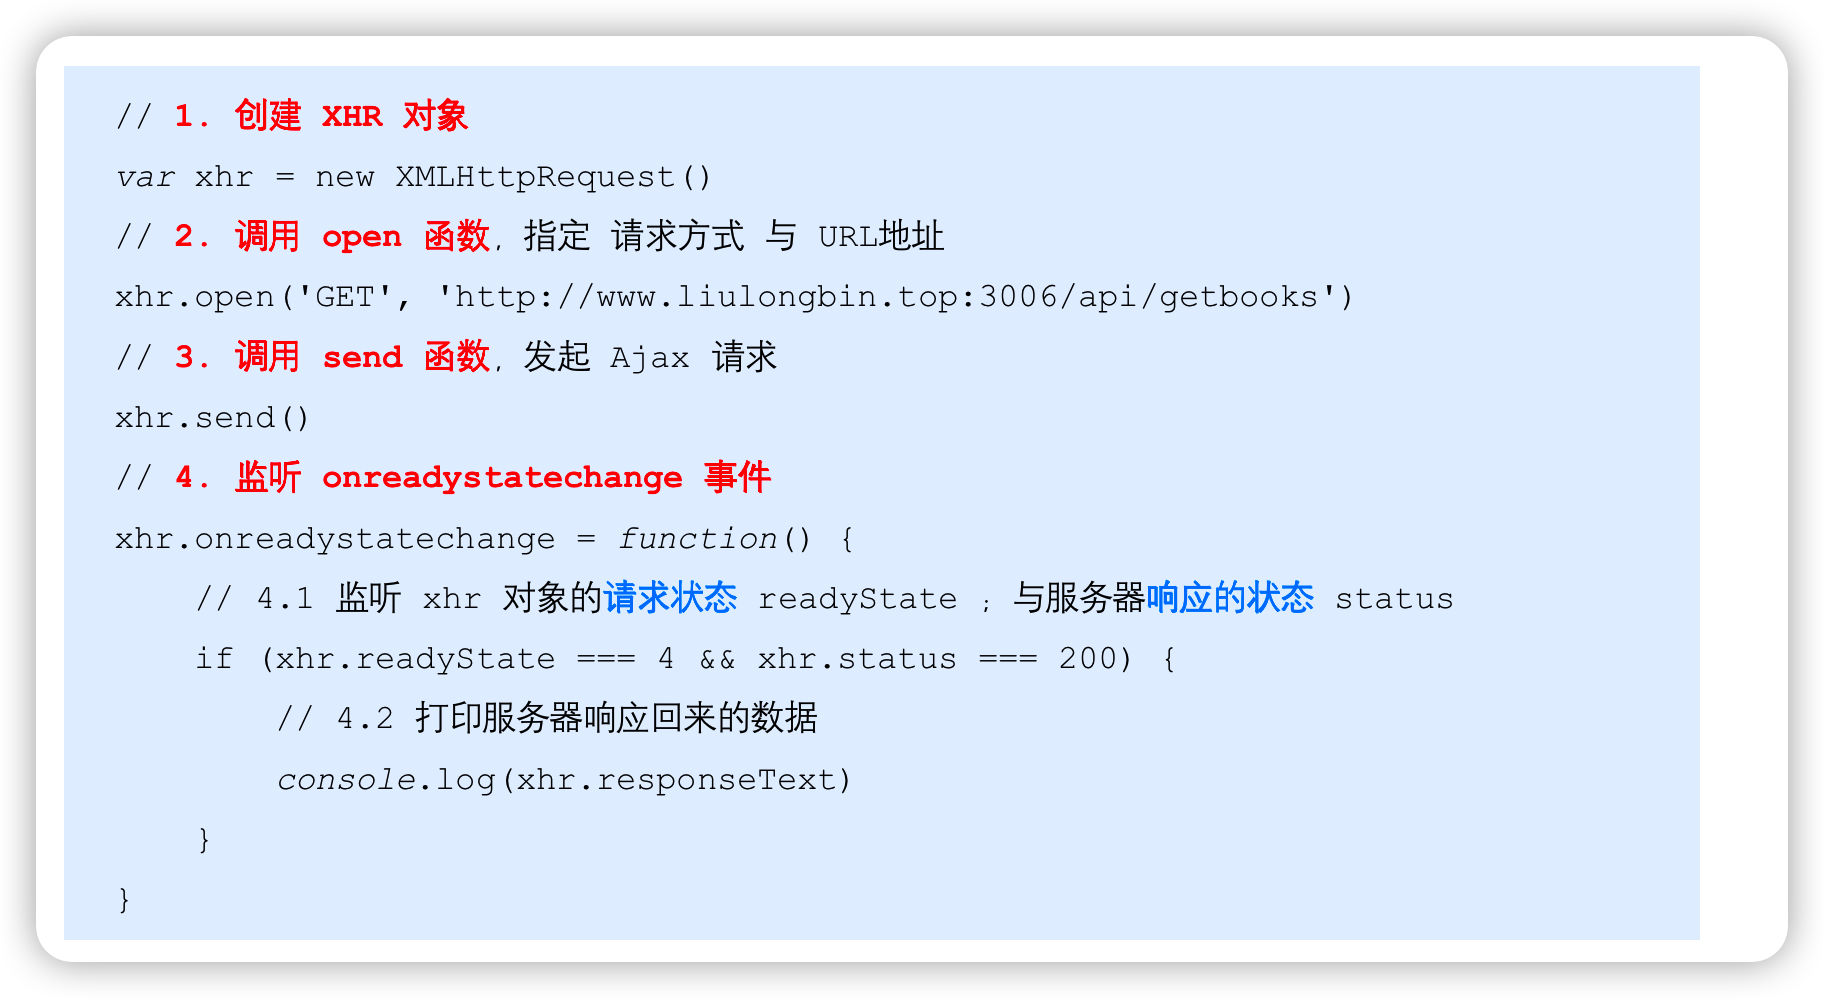 // 1. 创建 XHR 对象
var xhr = new XMLHttpRequest()
// 2. 调用 open 函数，指定 请求方式 与 URL地址
xhr.open('GET', 'http://www.liulongbin.top:3006/api/getbooks')
// 3. 调用 send 函数，发起 Ajax 请求
xhr.send()
// 4. 监听 onreadystatechange 事件
xhr.onreadystatechange = function() {
    // 4.1 监听 xhr 对象的请求状态 readyState ；与服务器响应的状态 status
    if (xhr.readyState === 4 && xhr.status === 200) {
        // 4.2 打印服务器响应回来的数据
        console.log(xhr.responseText)
    }
}